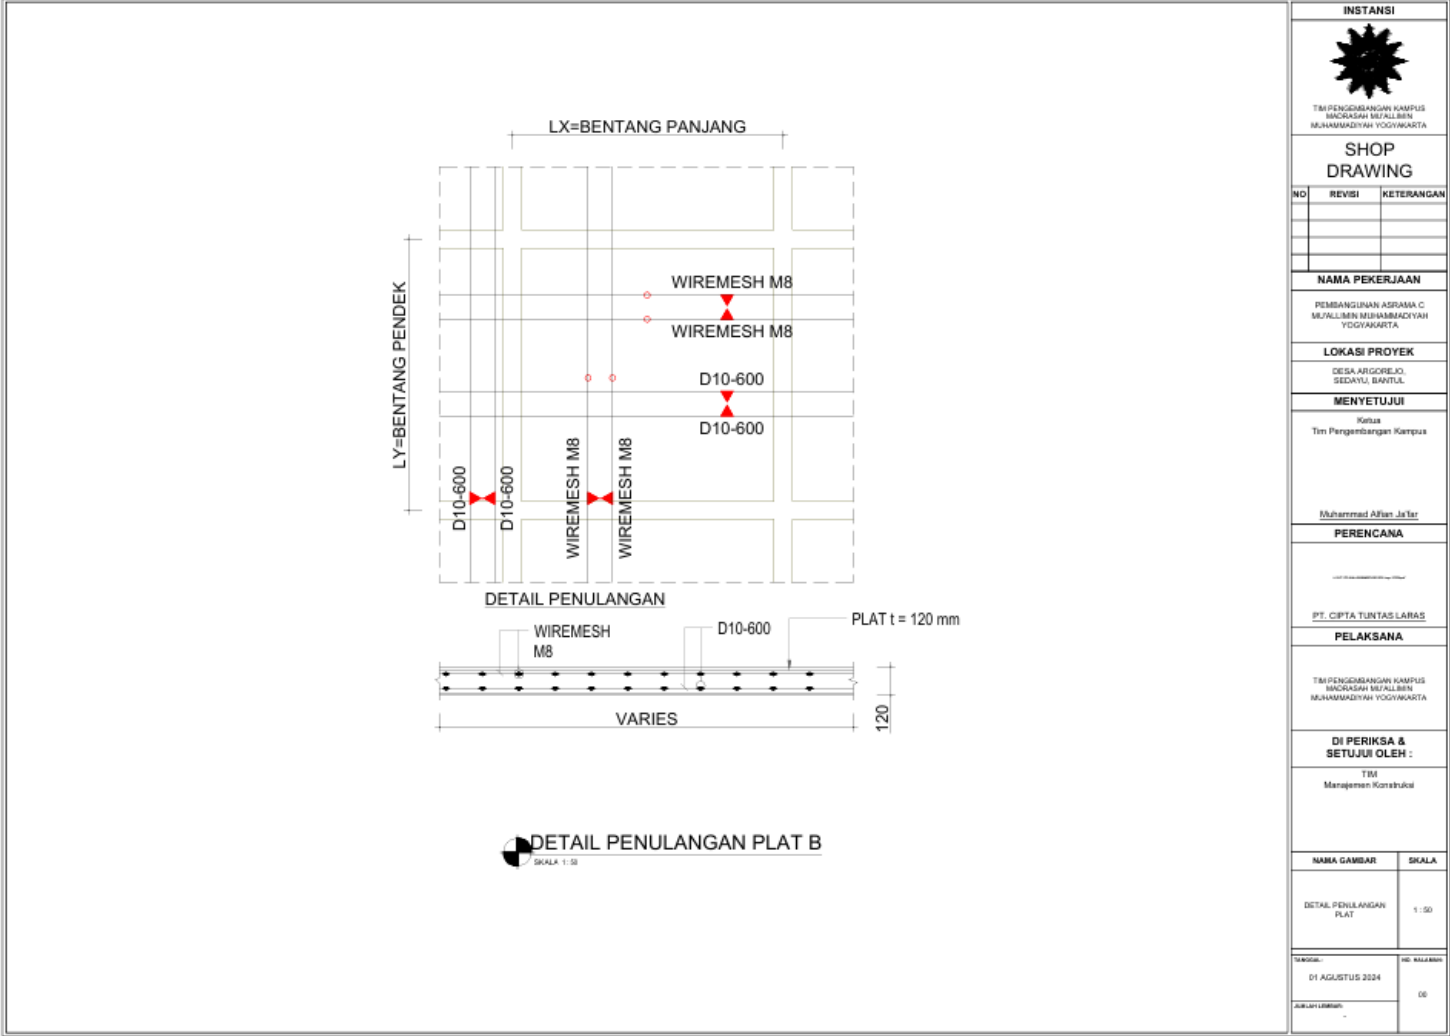 LX=BENTANG PANJANG
LY=BENTANG PENDEK
WIREMESH M8
WIREMESH M8
D10-600
D10-600
D10-600
D10-600
WIREMESH M8
WIREMESH M8
DETAIL PENULANGAN
WIREMESH
M8
D10-600
PLAT t = 120 mm
VARIES
120
DETAIL PENULANGAN PLAT B
SKALA 1:50
INSTANSI
TIM PENGEMBANGAN KAMPUS
MADRASAH MU'ALLIMIN
MUHAMMADIYAH YOGYAKARTA
SHOP
DRAWING
NO REVISI KETERANGAN
NAMA PEKERJAAN
PEMBANGUNAN ASRAMA C
MU'ALLIMIN MUHAMMADIYAH
YOGYAKARTA
LOKASI PROYEK
DESA ARGOREJO,
SEDAYU, BANTUL
MENYETUJUI
Ketua
Tim Pengembangan Kampus
Muhammad Alfian Ja'far
PERENCANA
PT. CIPTA TUNTAS LARAS
PELAKSANA
TIM PENGEMBANGAN KAMPUS
MADRASAH MU'ALLIMIN
MUHAMMADIYAH YOGYAKARTA
DI PERIKSA &
SETUJUI OLEH :
TIM
Manajemen Konstruksi
NAMA GAMBAR SKALA
DETAIL PENULANGAN
PLAT
1 : 50
TANGGAL: NO. HALAMAN:
01 AGUSTUS 2024
JUMLAH LEMBAR:
-